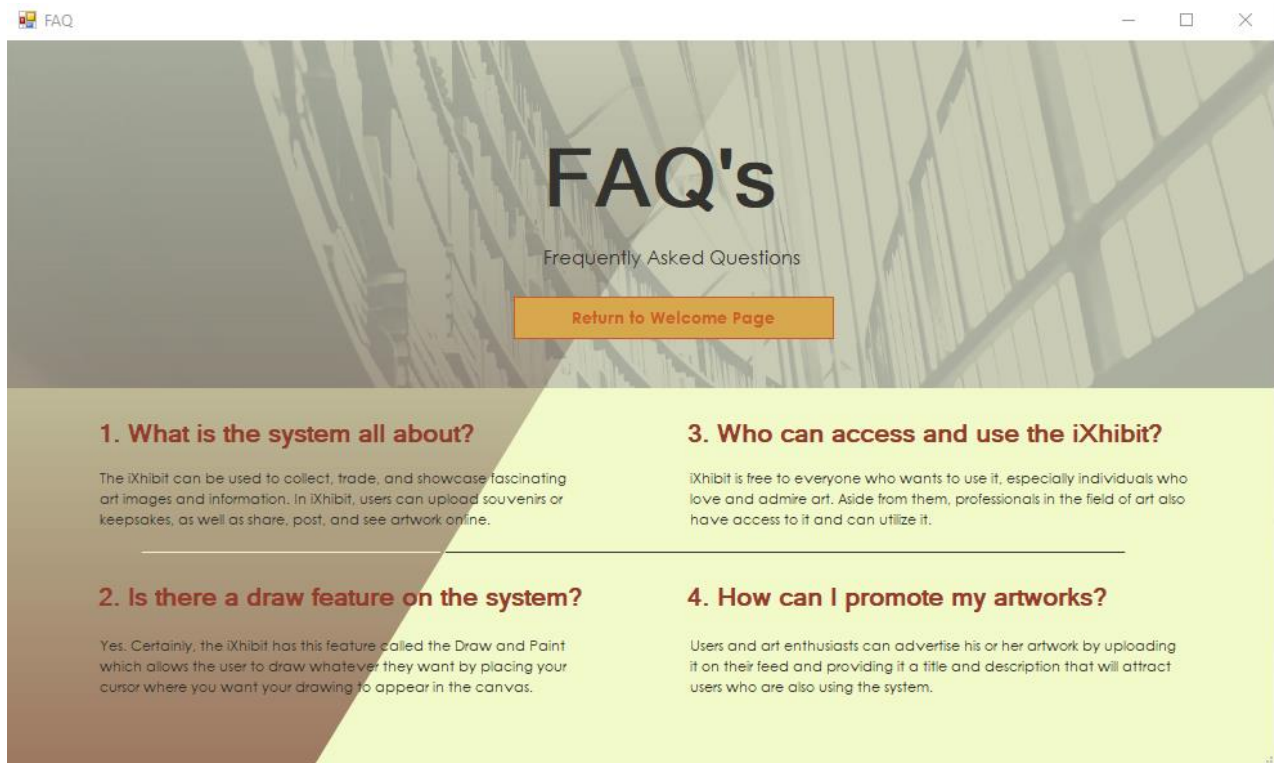 FAQ
FAQ's
Frequently Asked Questions
Return to Welcome Page
1. What is the system all about?
The iXhibit can be used to collect, trade, and showcase fascinating
art images and information. In iXhibit, users can upload souvenirs or
keepsakes, as well as share, post, and see artwork online.
2. Is there a draw feature on the system?
Yes. Certainly, the iXhibit has this feature called the Draw and Paint
which allows the user to draw whatever they want by placing your
cursor where you want your drawing to appear in the canvas.
3. Who can access and use the iXhibit?
iXhibit is free to everyone who wants to use it, especially individuals who
love and admire art. Aside from them, professionals in the field of art also
have access to it and can utilize it.
4. How can I promote my artworks?
Users and art enthusiasts can advertise his or her artwork by uploading
it on their feed and providing it a title and description that will attract
users who are also using the system.